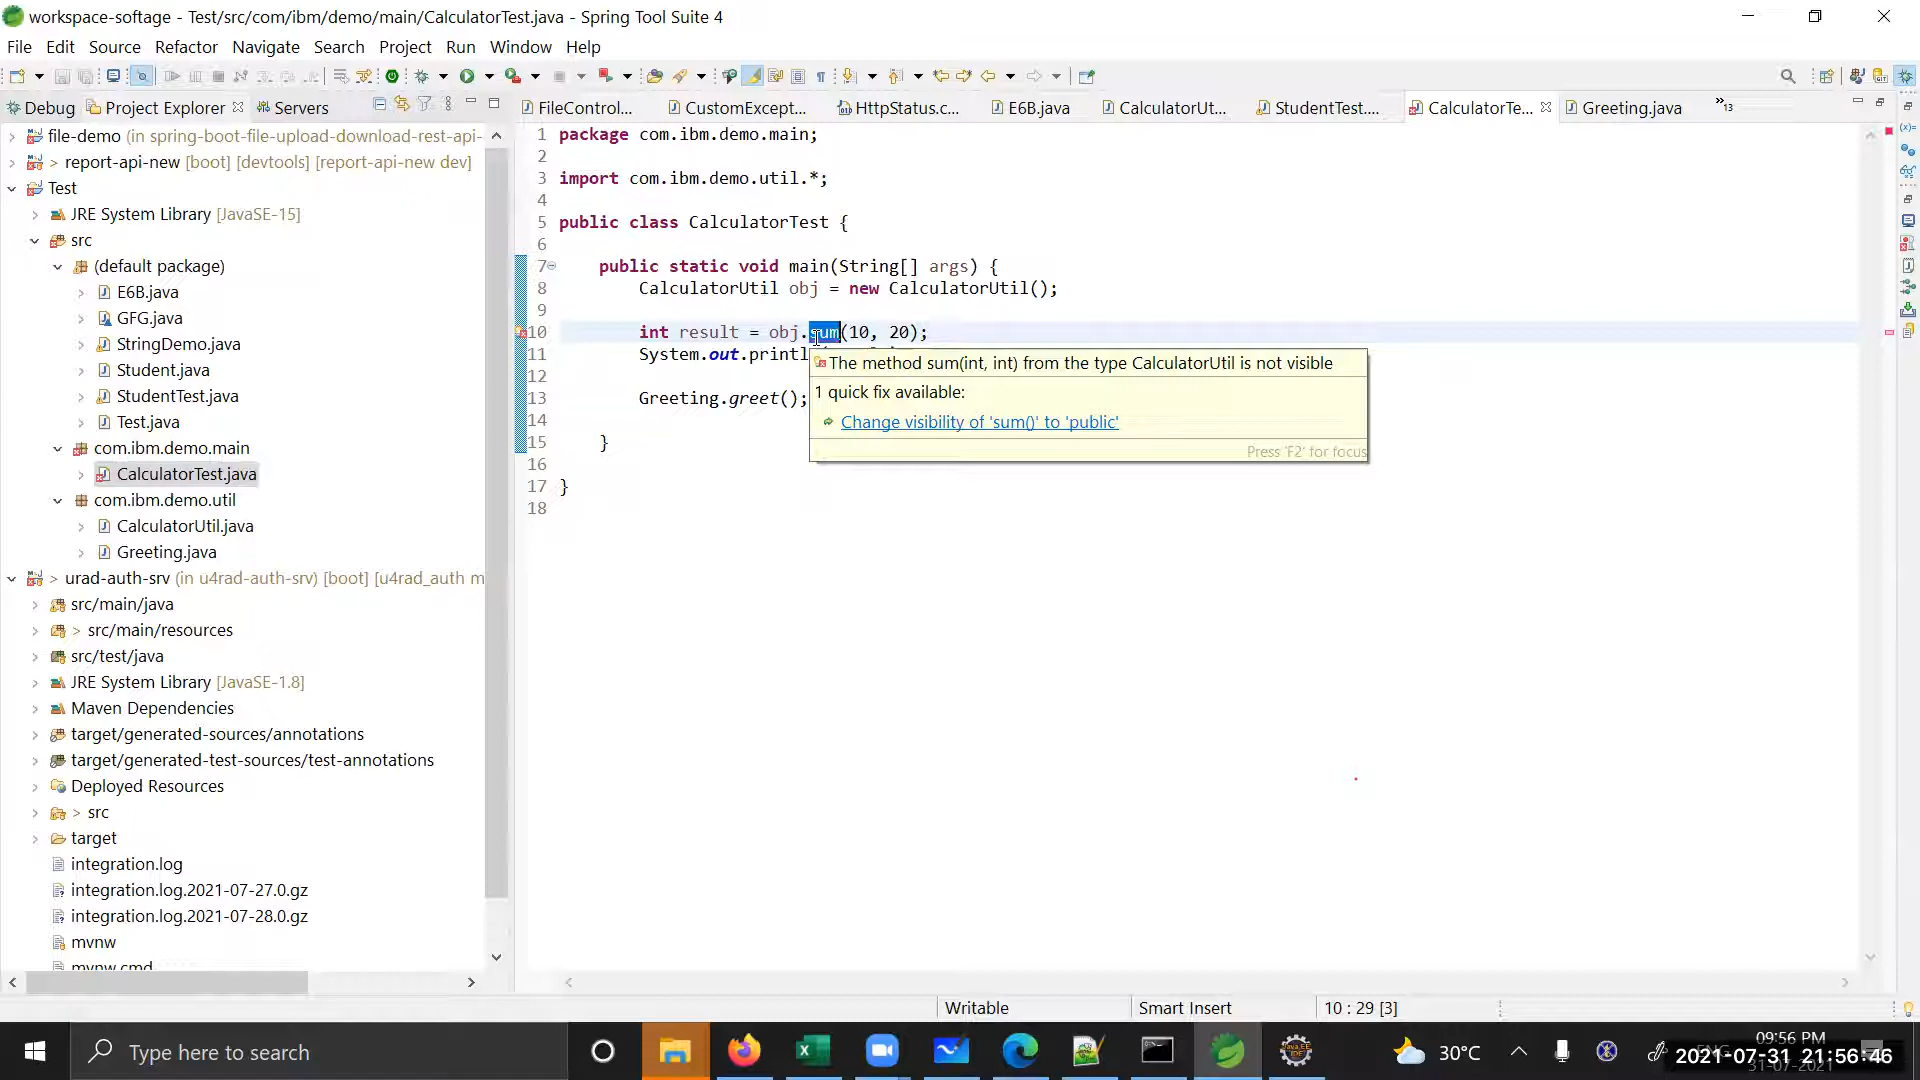 workspace-softage - Test/src/com/ibm/demo/main/CalculatorTest.java - Spring Tool Suite 4
File Edit Source Refactor Navigate Search Project Run Window Help
Debug Project Explorer Servers
FileControl... CustomExcept... HttpStatus.c... E6B.java CalculatorUt... StudentTest.... CalculatorTe... Greeting.java »13
file-demo (in spring-boot-file-upload-download-rest-api-
> report-api-new [boot] [devtools] [report-api-new dev]
Test
JRE System Library [JavaSE-15]
src
(default package)
E6B.java
GFG.java
StringDemo.java
Student.java
StudentTest.java
Test.java
com.ibm.demo.main
CalculatorTest.java
com.ibm.demo.util
CalculatorUtil.java
Greeting.java
> urad-auth-srv (in u4rad-auth-srv) [boot] [u4rad_auth m
src/main/java
> src/main/resources
src/test/java
JRE System Library [JavaSE-1.8]
Maven Dependencies
target/generated-sources/annotations
target/generated-test-sources/test-annotations
Deployed Resources
> src
target
integration.log
integration.log.2021-07-27.0.gz
integration.log.2021-07-28.0.gz
mvnw
mvnw.cmd
1 package com.ibm.demo.main;
2
3 import com.ibm.demo.util.*;
4
5 public class CalculatorTest {
6
7 public static void main(String[] args) {
8 CalculatorUtil obj = new CalculatorUtil();
9
10 int result = obj.sum(10, 20);
11 System.out.printl
12
13 Greeting.greet();
14
15 }
16
17 }
18
The method sum(int, int) from the type CalculatorUtil is not visible
1 quick fix available:
Change visibility of 'sum()' to 'public'
Press 'F2' for focus
Writable Smart Insert 10 : 29 [3]
Type here to search
30°C
09:56 PM
2021-07-31 21:56:46
31-07-2021